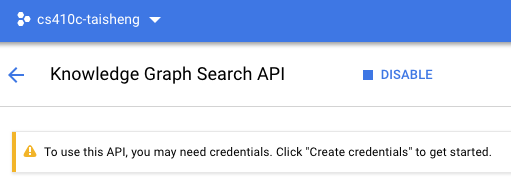 cs410c-taisheng
Knowledge Graph Search API
DISABLE
To use this API, you may need credentials. Click "Create credentials" to get started.